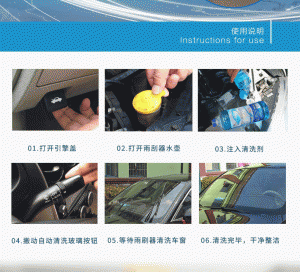 使用说明
Instructions for use
01.打开引擎盖
02.打开雨刮器水壶
03.注入清洗剂
04.搬动自动清洗玻璃按钮
05.等待雨刷器清洗车窗
06.清洗完毕，干净整洁